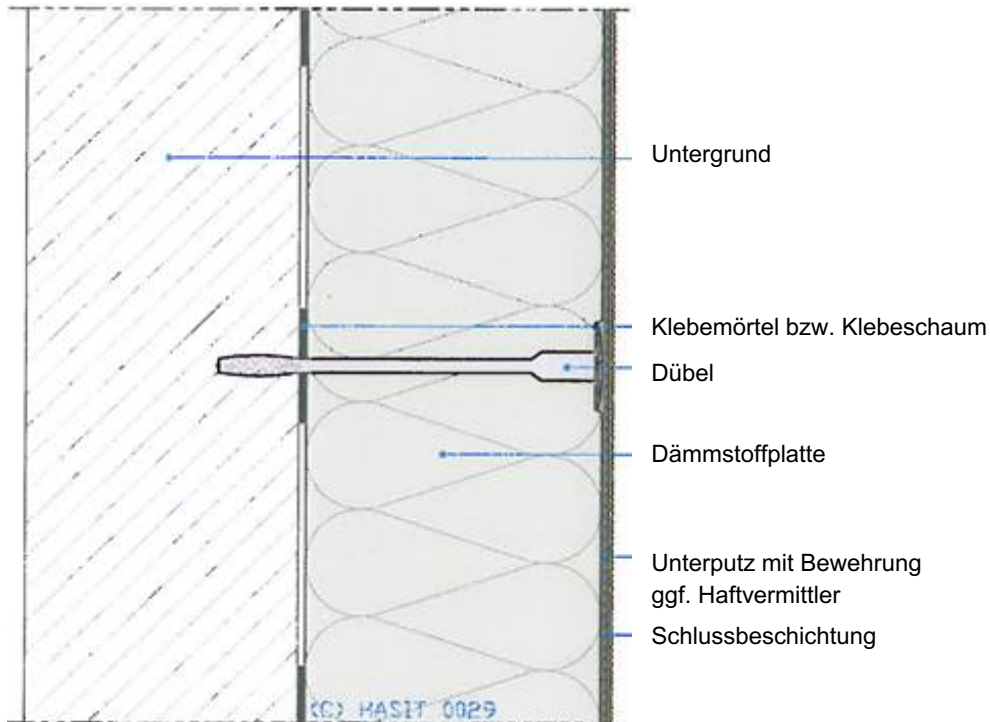 Untergrund
Klebemörtel bzw. Klebeschaum
Dübel
Dämmstoffplatte
Unterputz mit Bewehrung
ggf. Haftvermittler
Schlussbeschichtung
(C) HASIT 0029